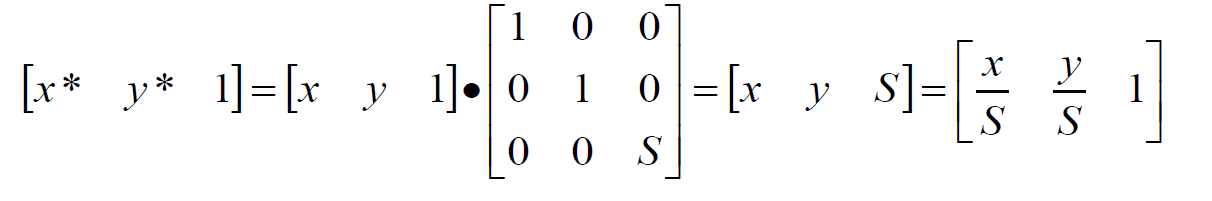 [x* y* 1] = [x y 1] • [1 0 0; 0 1 0; 0 0 S] = [x y S] = [x/S y/S 1]